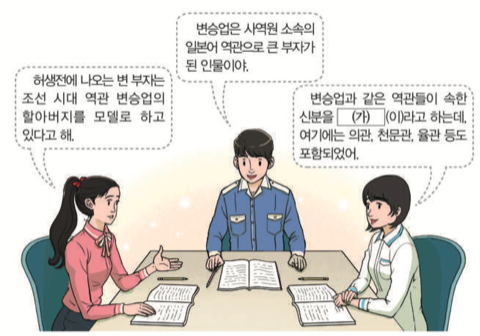 허생전에 나오는 변 부자는
조선 시대 역관 변승업의
할아버지를 모델로 하고
있다고 해.
변승업은 사역원 소속의
일본어 역관으로 큰 부자가
된 인물이야.
변승업과 같은 역관들이 속한
신분을 (가) (이)라고 하는데,
여기에는 의관, 천문관, 율관 등도
포함되었어.